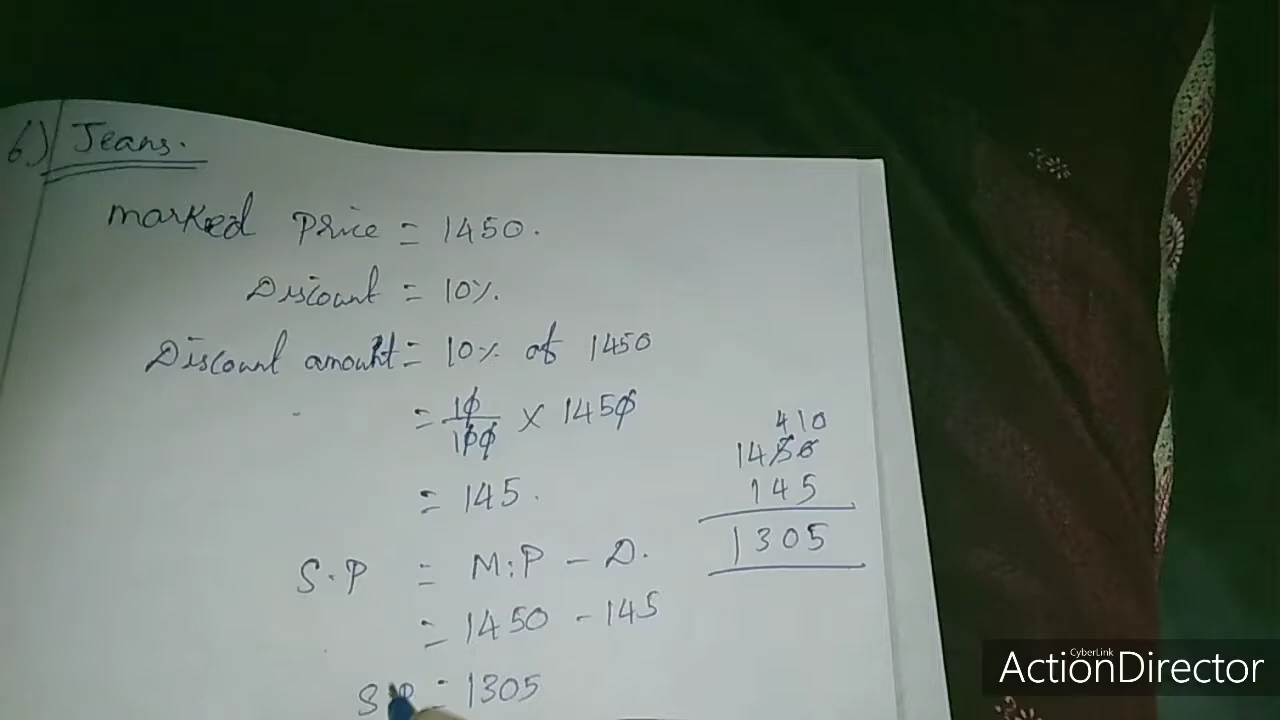 6) Jeans.
Marked Price = 1450.
Discount = 10%.
Discount amount = 10% of 1450
= 10/100 × 1450
= 145.
S.P = M.P - D.
= 1450 - 145
S.P = 1305
410
1450
145
1305
CyberLink
ActionDirector